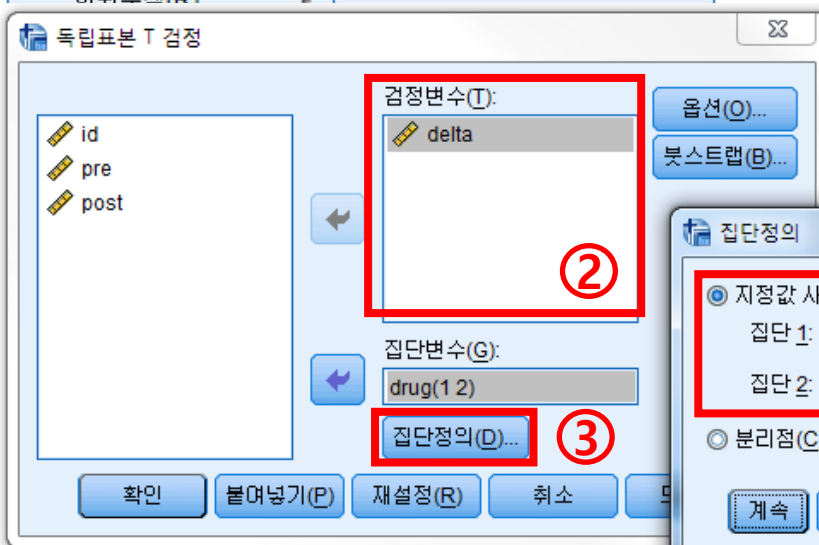 독립표본 T 검정
검정변수(T):
옵션(O)...
id
delta
pre
붓스트랩(B)...
post
집단정의
②
지정값 사
집단 1:
집단변수(G):
drug(1 2)
집단 2:
집단정의(D)...
③
분리점(C
확인
붙여넣기(P)
재설정(R)
취소
계속